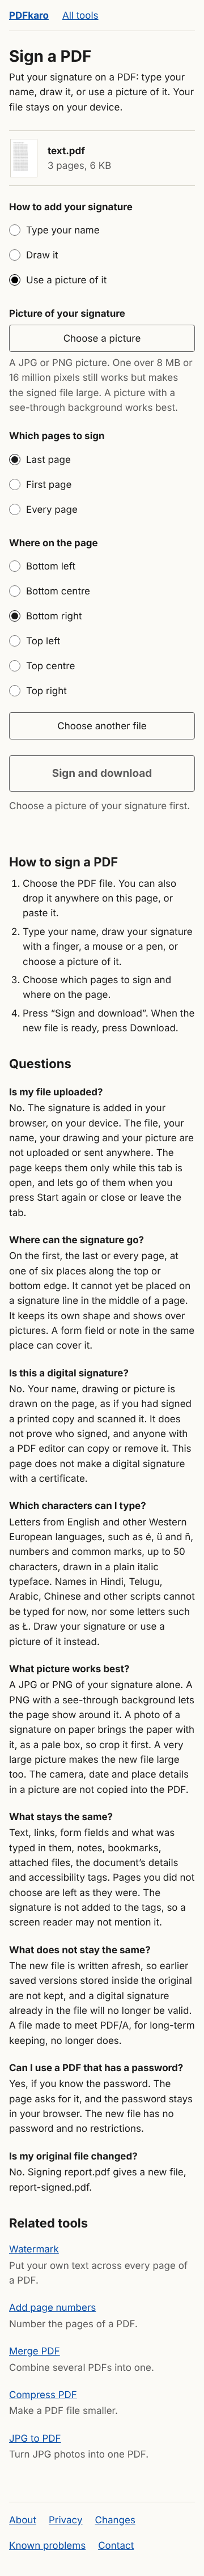 PDFkaro All tools
Sign a PDF
Put your signature on a PDF: type your
name, draw it, or use a picture of it. Your
file stays on your device.
text.pdf
3 pages, 6 KB
How to add your signature
Type your name
Draw it
Use a picture of it
Picture of your signature
Choose a picture
A JPG or PNG picture. One over 8 MB or
16 million pixels still works but makes
the signed file large. A picture with a
see-through background works best.
Which pages to sign
Last page
First page
Every page
Where on the page
Bottom left
Bottom centre
Bottom right
Top left
Top centre
Top right
Choose another file
Sign and download
Choose a picture of your signature first.
How to sign a PDF
1. Choose the PDF file. You can also
drop it anywhere on this page, or
paste it.
2. Type your name, draw your signature
with a finger, a mouse or a pen, or
choose a picture of it.
3. Choose which pages to sign and
where on the page.
4. Press “Sign and download”. When the
new file is ready, press Download.
Questions
Is my file uploaded?
No. The signature is added in your
browser, on your device. The file, your
name, your drawing and your picture are
not uploaded or sent anywhere. The
page keeps them only while this tab is
open, and lets go of them when you
press Start again or close or leave the
tab.
Where can the signature go?
On the first, the last or every page, at
one of six places along the top or
bottom edge. It cannot yet be placed on
a signature line in the middle of a page.
It keeps its own shape and shows over
pictures. A form field or note in the same
place can cover it.
Is this a digital signature?
No. Your name, drawing or picture is
drawn on the page, as if you had signed
a printed copy and scanned it. It does
not prove who signed, and anyone with
a PDF editor can copy or remove it. This
page does not make a digital signature
with a certificate.
Which characters can I type?
Letters from English and other Western
European languages, such as é, ü and ñ,
numbers and common marks, up to 50
characters, drawn in a plain italic
typeface. Names in Hindi, Telugu,
Arabic, Chinese and other scripts cannot
be typed for now, nor some letters such
as Ł. Draw your signature or use a
picture of it instead.
What picture works best?
A JPG or PNG of your signature alone. A
PNG with a see-through background lets
the page show around it. A photo of a
signature on paper brings the paper with
it, as a pale box, so crop it first. A very
large picture makes the new file large
too. The camera, date and place details
in a picture are not copied into the PDF.
What stays the same?
Text, links, form fields and what was
typed in them, notes, bookmarks,
attached files, the document’s details
and accessibility tags. Pages you did not
choose are left as they were. The
signature is not added to the tags, so a
screen reader may not mention it.
What does not stay the same?
The new file is written afresh, so earlier
saved versions stored inside the original
are not kept, and a digital signature
already in the file will no longer be valid.
A file made to meet PDF/A, for long-term
keeping, no longer does.
Can I use a PDF that has a password?
Yes, if you know the password. The
page asks for it, and the password stays
in your browser. The new file has no
password and no restrictions.
Is my original file changed?
No. Signing report.pdf gives a new file,
report-signed.pdf.
Related tools
Watermark
Put your own text across every page of
a PDF.
Add page numbers
Number the pages of a PDF.
Merge PDF
Combine several PDFs into one.
Compress PDF
Make a PDF file smaller.
JPG to PDF
Turn JPG photos into one PDF.
About Privacy Changes
Known problems Contact